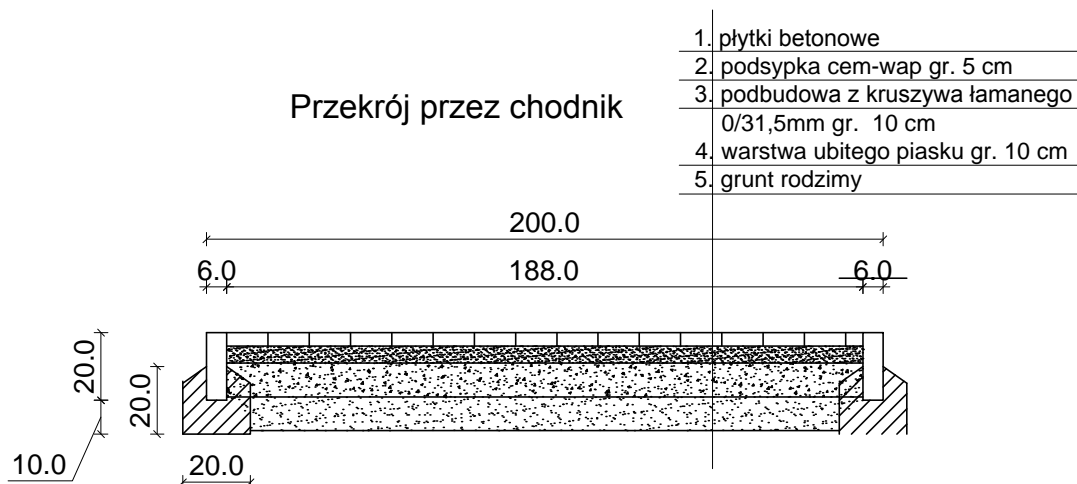 1. płytki betonowe
2. podsypka cem-wap gr. 5 cm
3. podbudowa z kruszywa łamanego
0/31,5mm gr. 10 cm
4. warstwa ubitego piasku gr. 10 cm
5. grunt rodzimy
Przekrój przez chodnik
200.0
6.0 188.0 6.0
20.0
20.0
10.0
20.0